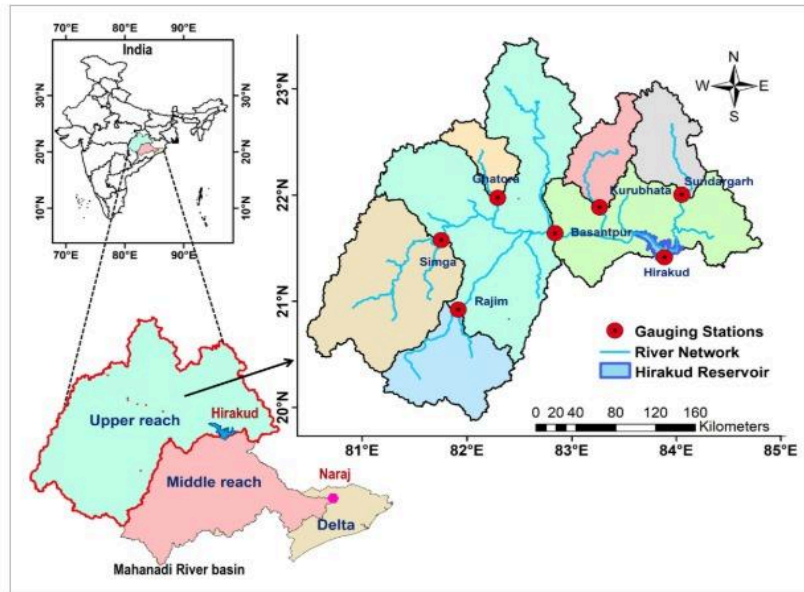 India
70°E 80°E 90°E
30°N
20°N
10°N
30°N
20°N
10°N
70°E 80°E 90°E
N
W E
S
23°N
22°N
21°N
20°N
Ghatora
Kurubhata
Sundargarh
Basantpur
Simga
Hirakud
Rajim
Gauging Stations
River Network
Hirakud Reservoir
0 20 40 80 120 160
Kilometers
81°E 82°E 83°E 84°E 85°E
Upper reach
Hirakud
Middle reach
Naraj
Delta
Mahanadi River basin